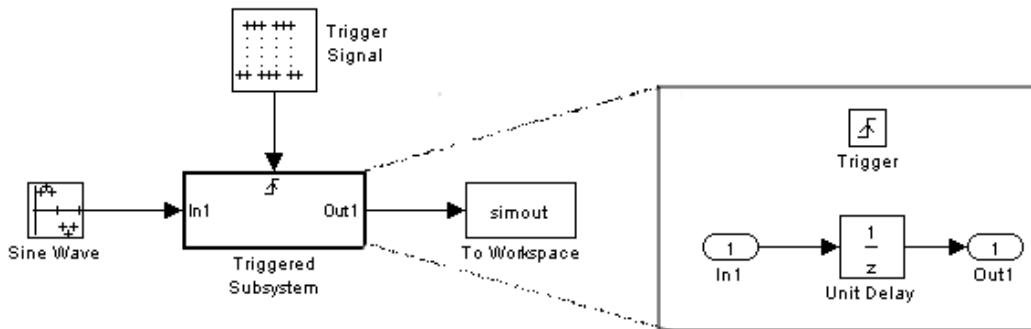 Trigger
Signal
In1
Out1
simout
Sine Wave
Triggered
Subsystem
To Workspace
Trigger
1
In1
1
z
Unit Delay
1
Out1